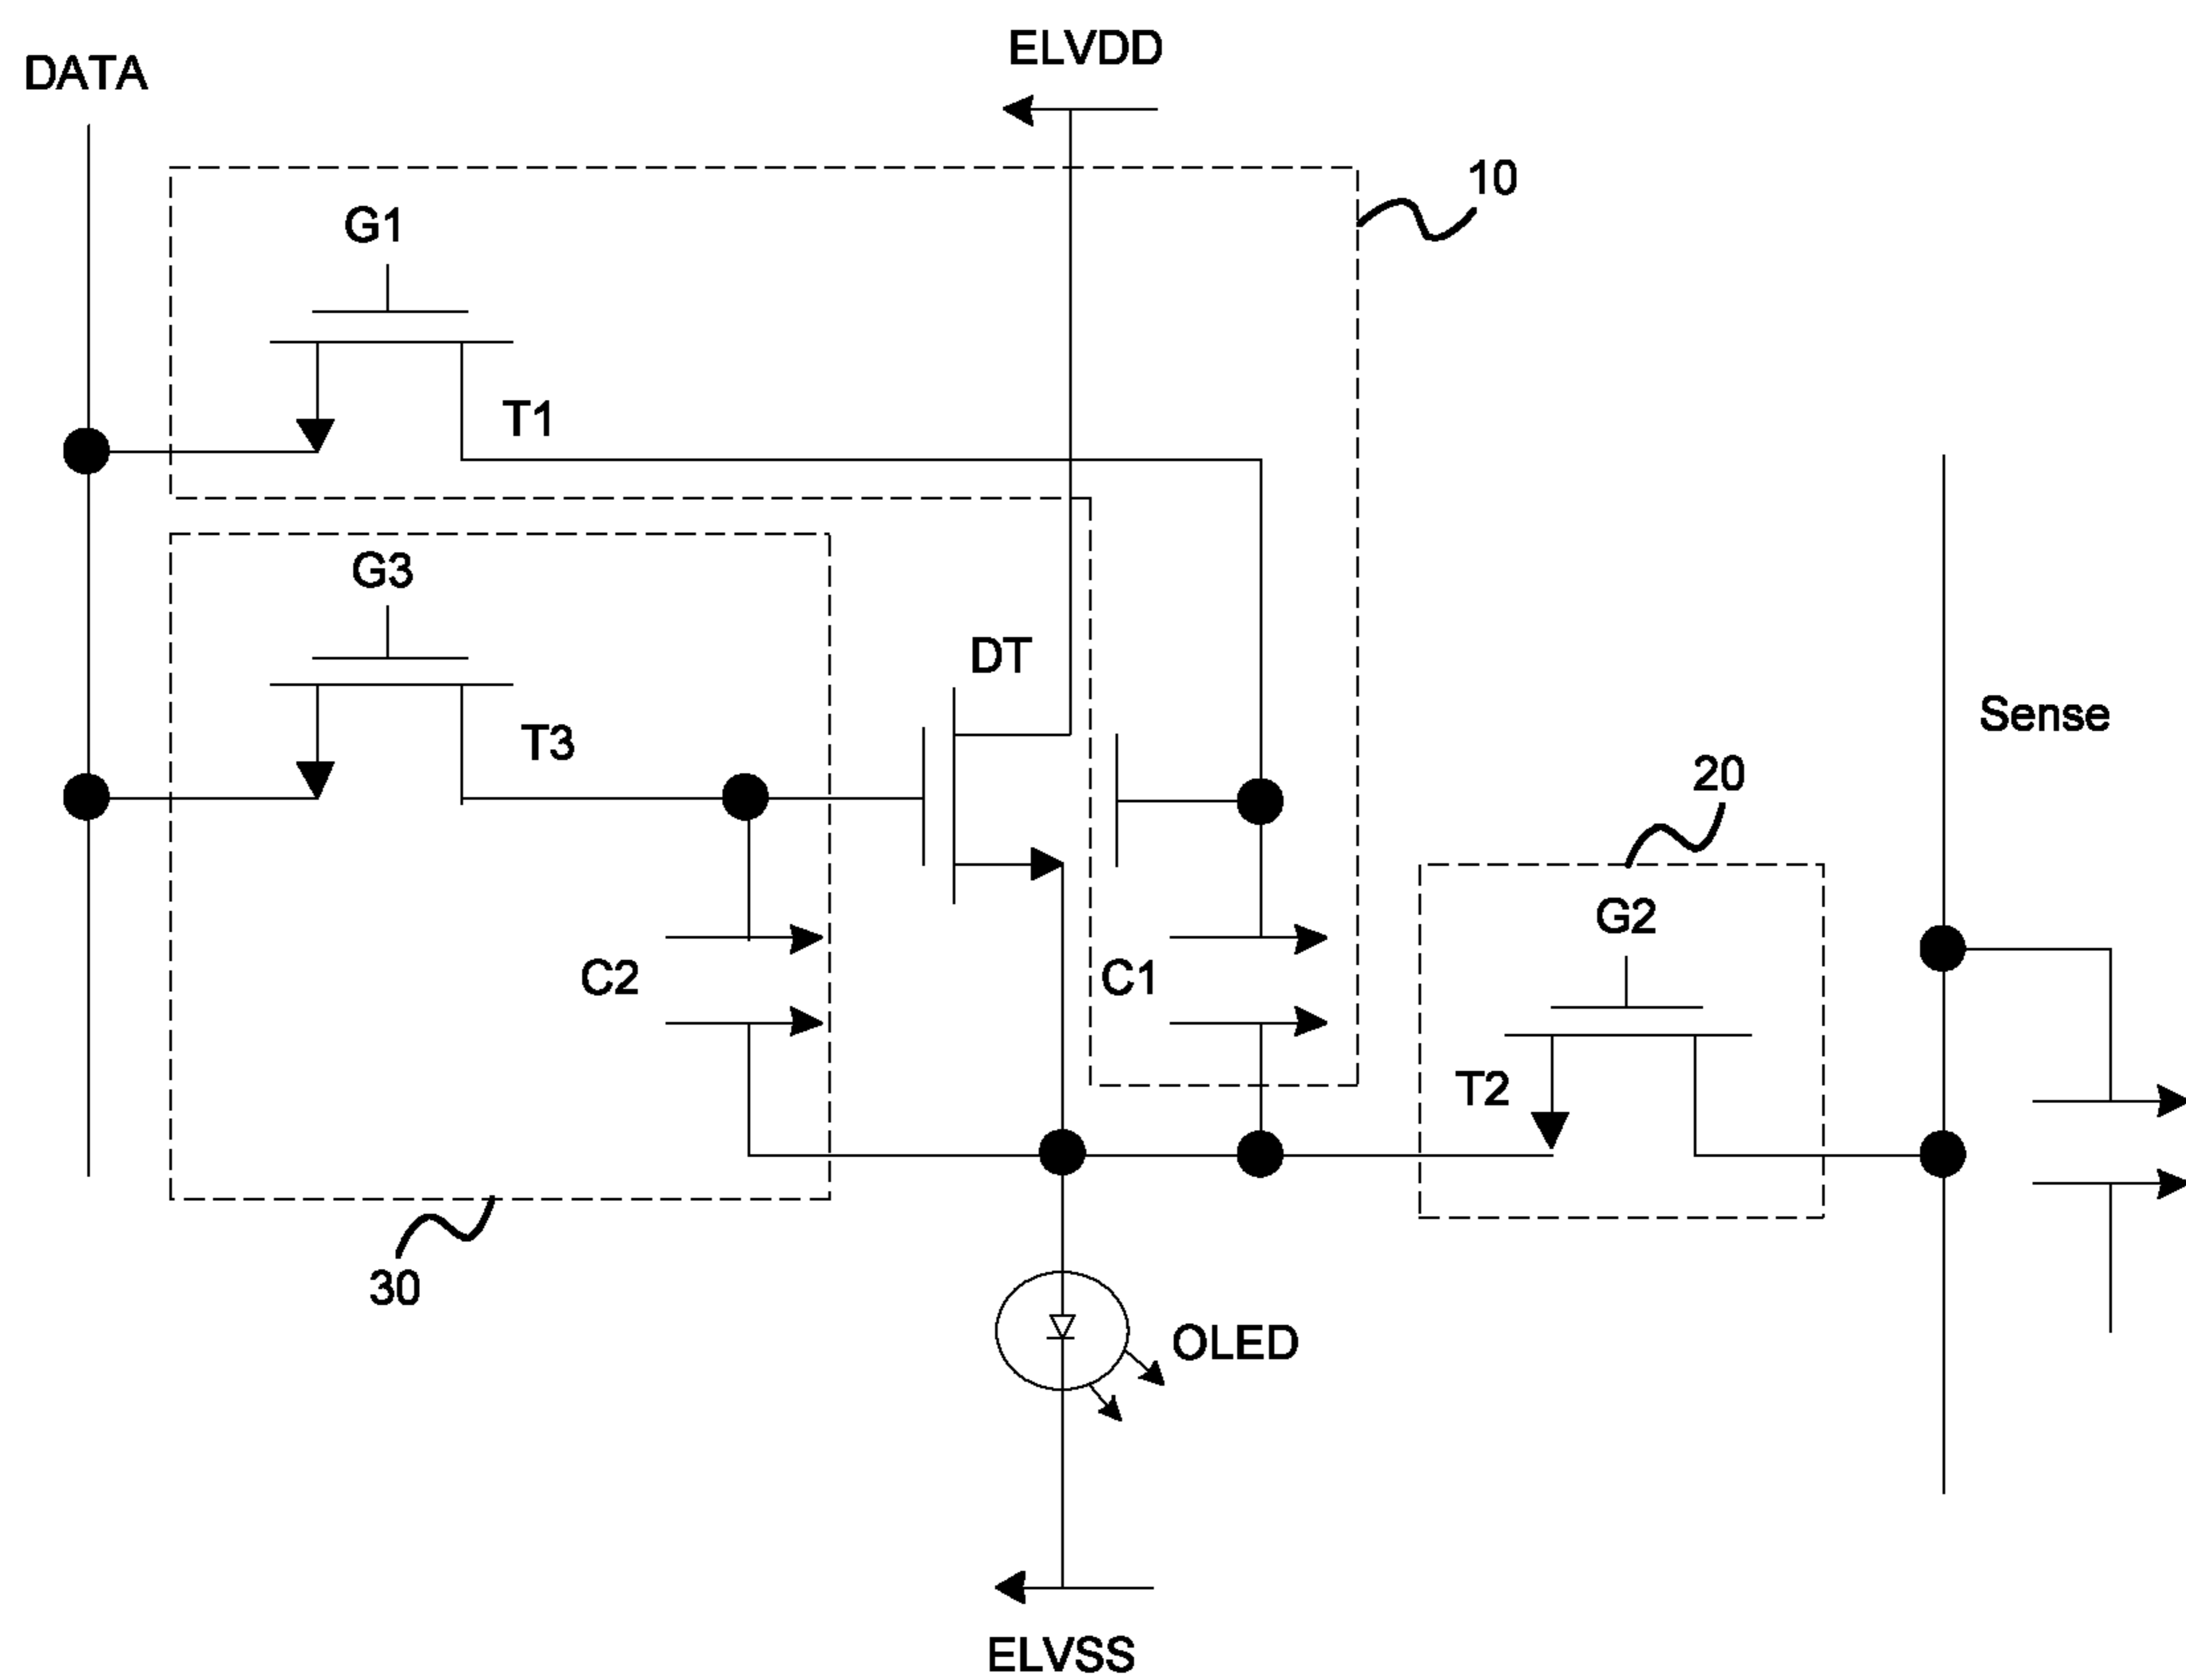 ELVDD
DATA
10
G1
T1
G3
DT
T3
Sense
20
G2
C2
C1
T2
30
OLED
ELVSS